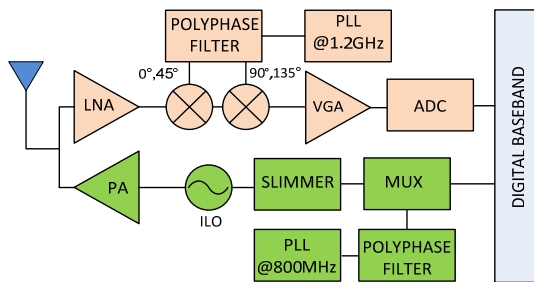 POLYPHASE
FILTER
PLL
@1.2GHz
0°,45°
90°,135°
LNA
VGA
ADC
DIGITAL BASEBAND
PA
ILO
SLIMMER
MUX
PLL
@800MHz
POLYPHASE
FILTER